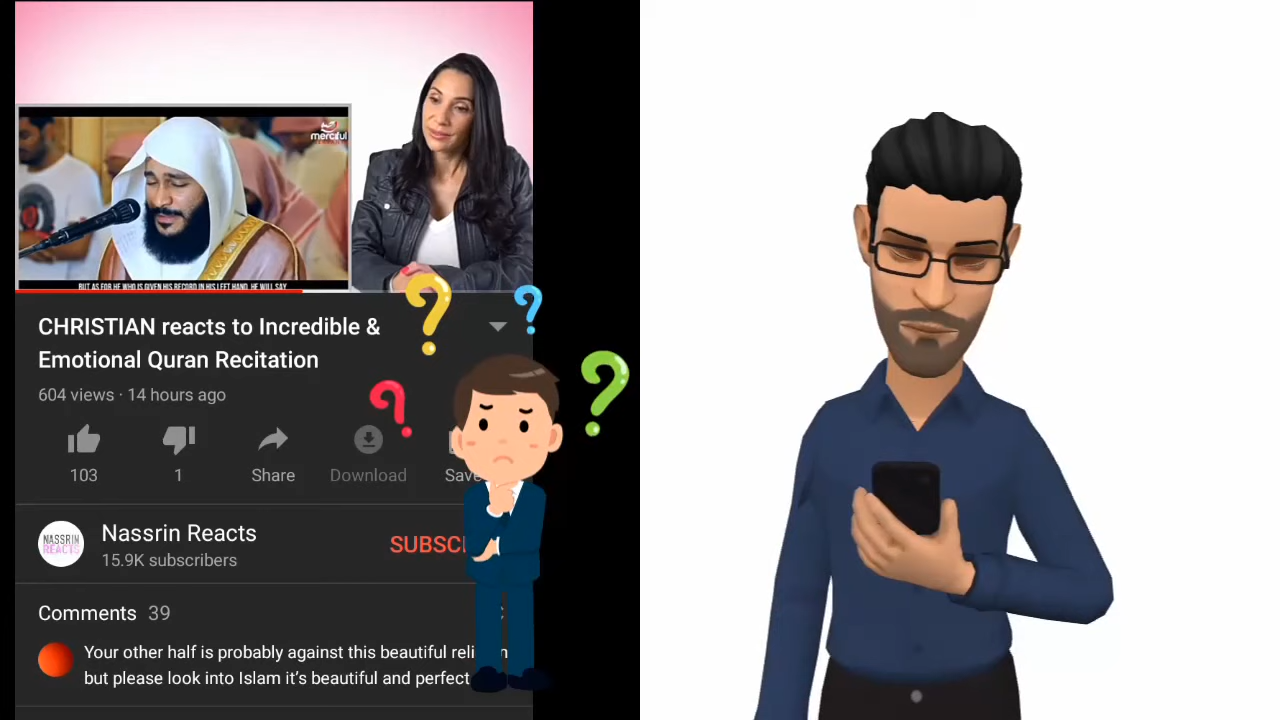 merciful
BUT AS FOR HE WHO IS GIVEN HIS RECORD IN HIS LEFT HAND, HE WILL SAY,
CHRISTIAN reacts to Incredible &
Emotional Quran Recitation
604 views · 14 hours ago
103
1
Share
Download
Save
Nassrin Reacts
15.9K subscribers
NASSRIN
REACTS
SUBSC
Comments 39
Your other half is probably against this beautiful
but please look into Islam it's beautiful and perfect